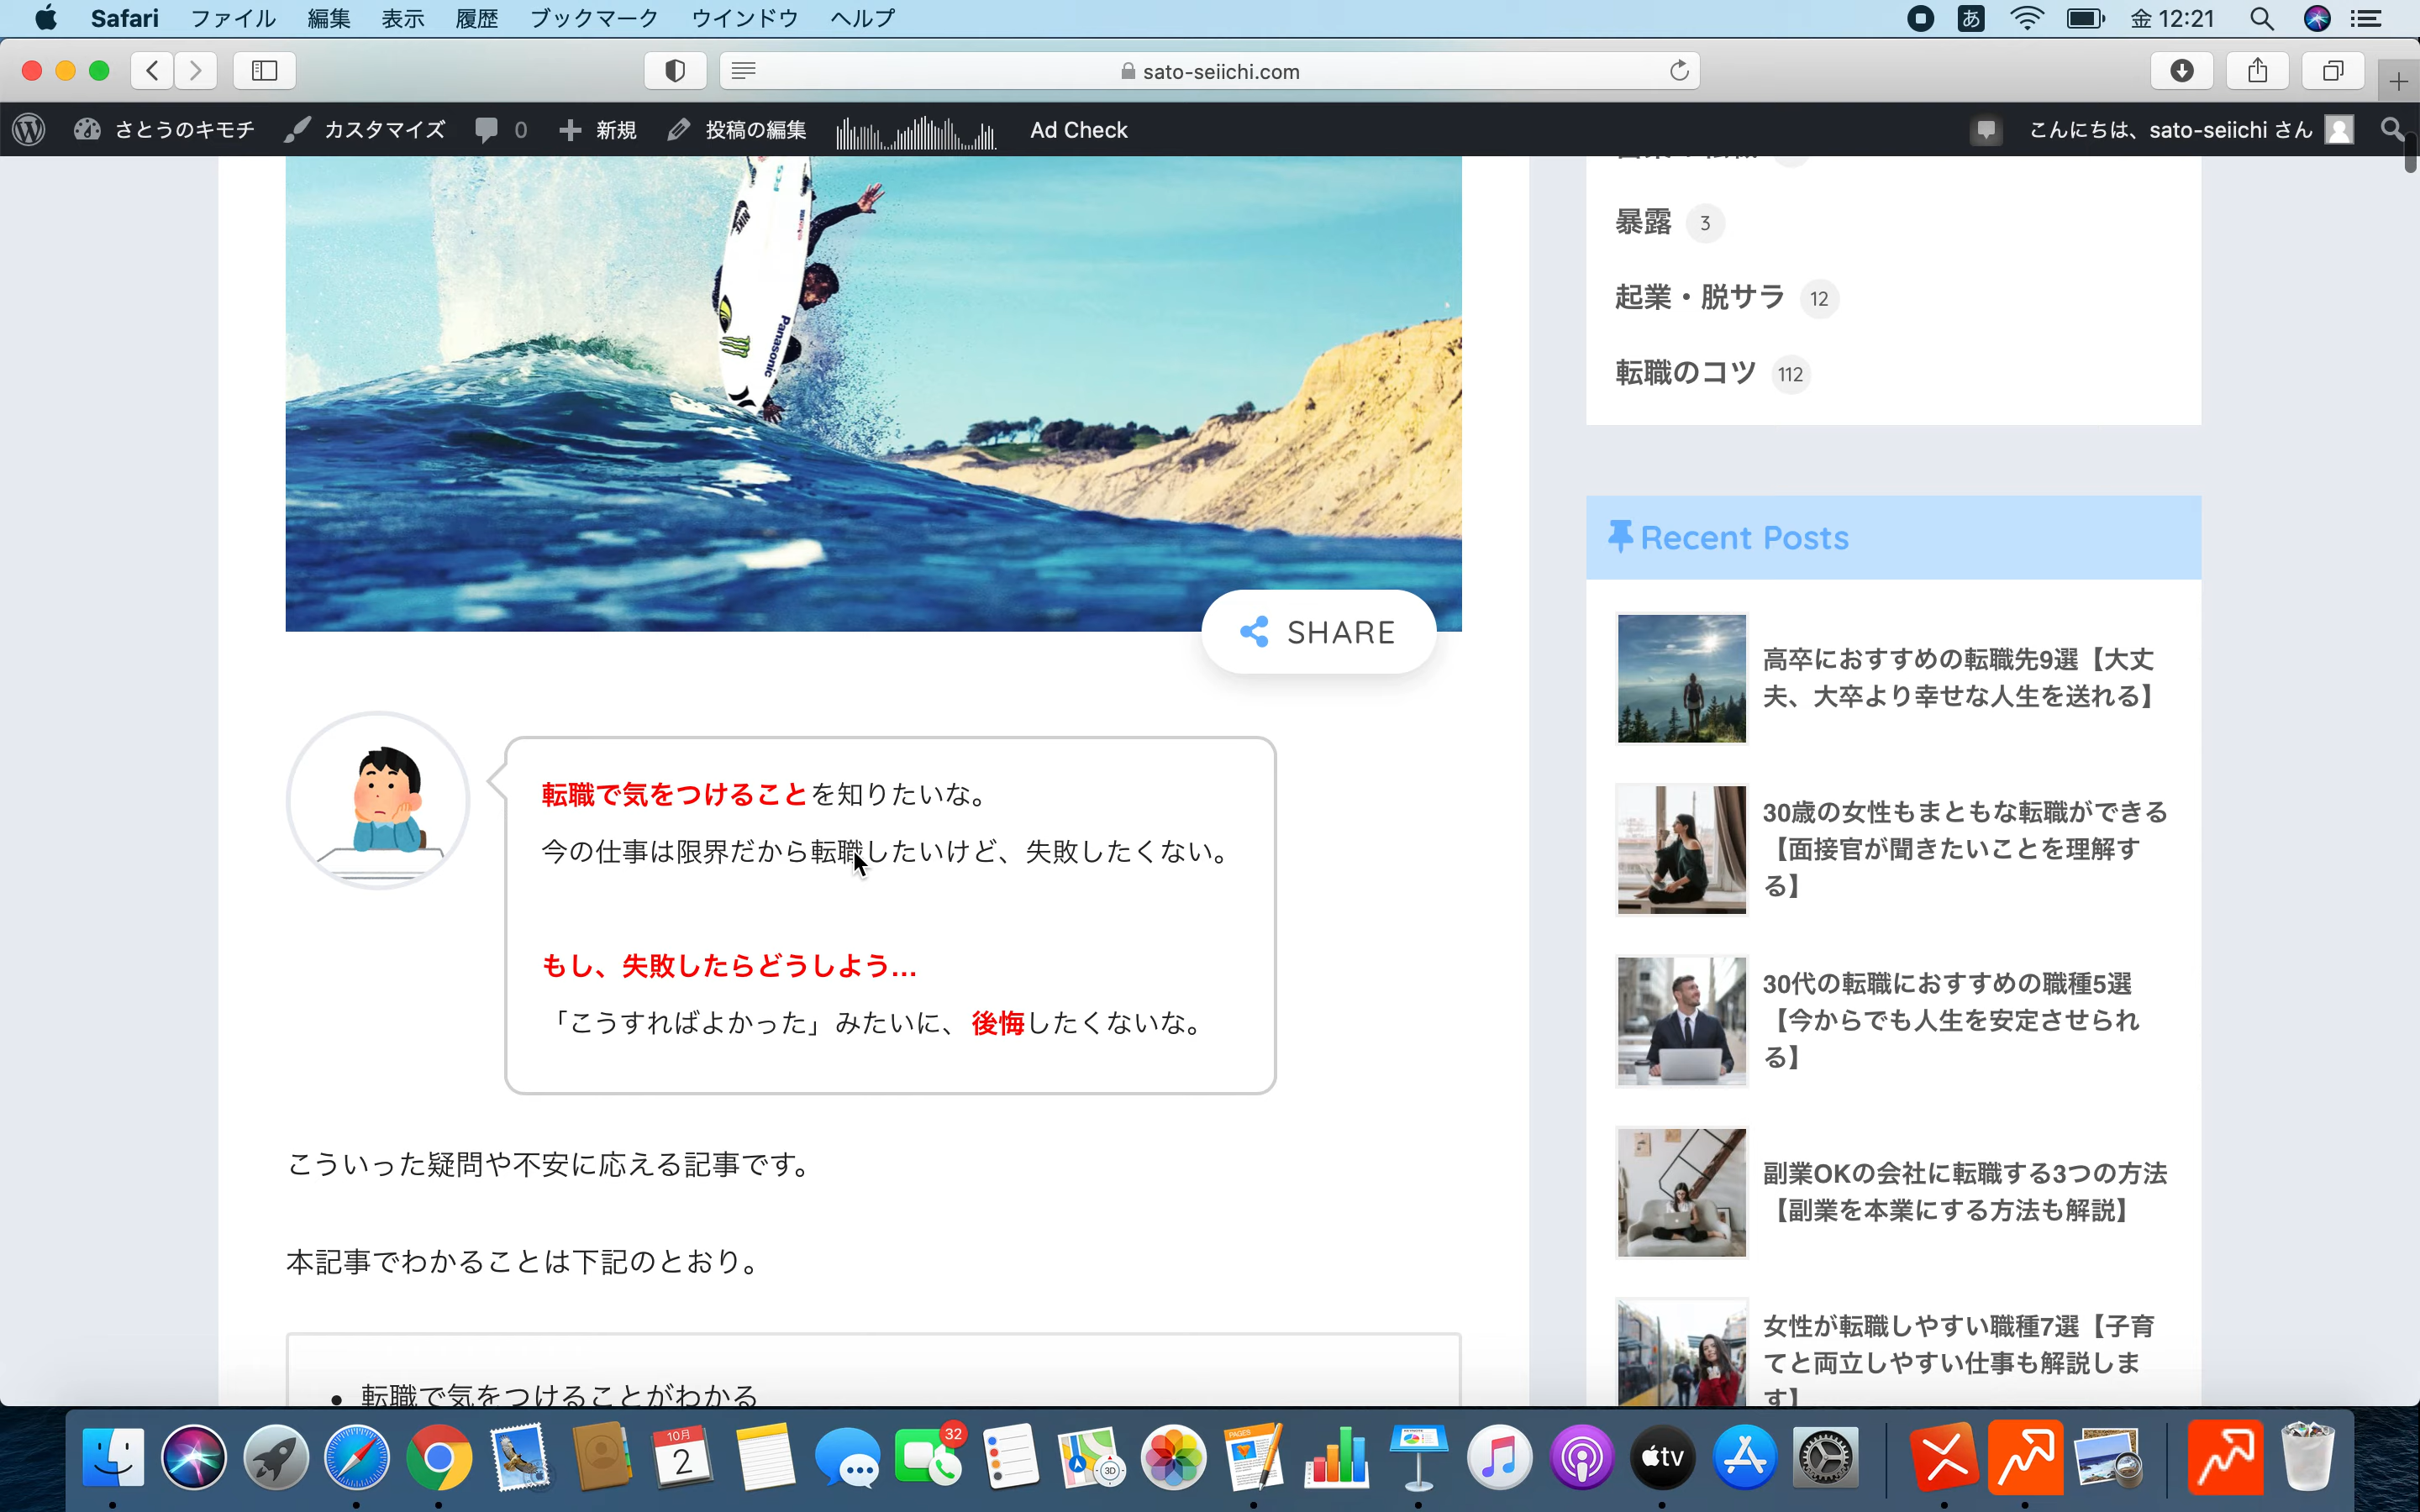 Safari ファイル 編集 表示 履歴 ブックマーク ウインドウ ヘルプ あ 金 12:21
sato-seiichi.com
さとうのキモチ カスタマイズ 0 新規 投稿の編集 Ad Check こんにちは、sato-seiichi さん
Panasonic
SHARE
転職で気をつけることを知りたいな。
今の仕事は限界だから転職したいけど、失敗したくない。
もし、失敗したらどうしよう...
「こうすればよかった」みたいに、後悔したくないな。
こういった疑問や不安に応える記事です。
本記事でわかることは下記のとおり。
• 転職で気をつけることがわかる
暴露 3
起業・脱サラ 12
転職のコツ 112
Recent Posts
高卒におすすめの転職先9選【大丈
夫、大卒より幸せな人生を送れる】
30歳の女性もまともな転職ができる
【面接官が聞きたいことを理解す
る】
30代の転職におすすめの職種5選
【今からでも人生を安定させられ
る】
副業OKの会社に転職する3つの方法
【副業を本業にする方法も解説】
女性が転職しやすい職種7選【子育
てと両立しやすい仕事も解説しま
す】
10月
2
32
3D
PAGES
tv